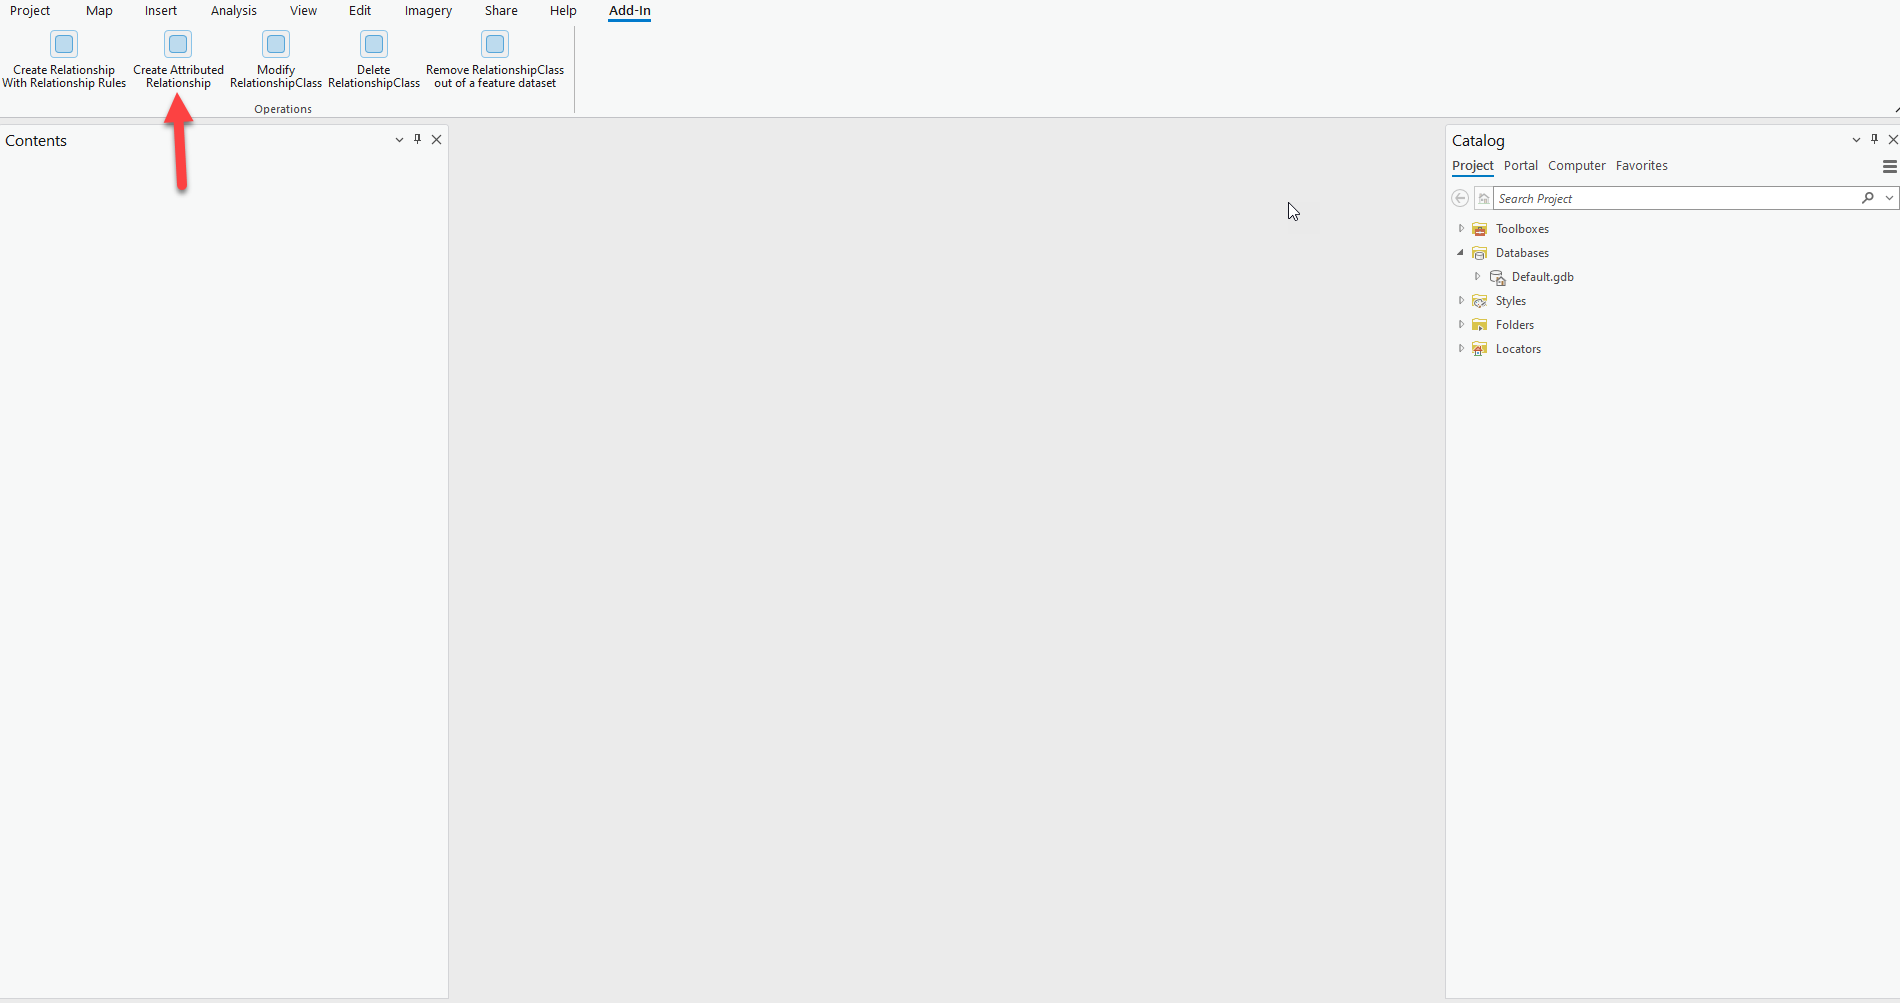 Project Map Insert Analysis View Edit Imagery Share Help Add-In
Create Relationship
With Relationship Rules
Create Attributed
Relationship
Modify
RelationshipClass
Delete
RelationshipClass
Remove RelationshipClass
out of a feature dataset
Operations
Contents
Catalog
Project Portal Computer Favorites
Search Project
Toolboxes
Databases
Default.gdb
Styles
Folders
Locators